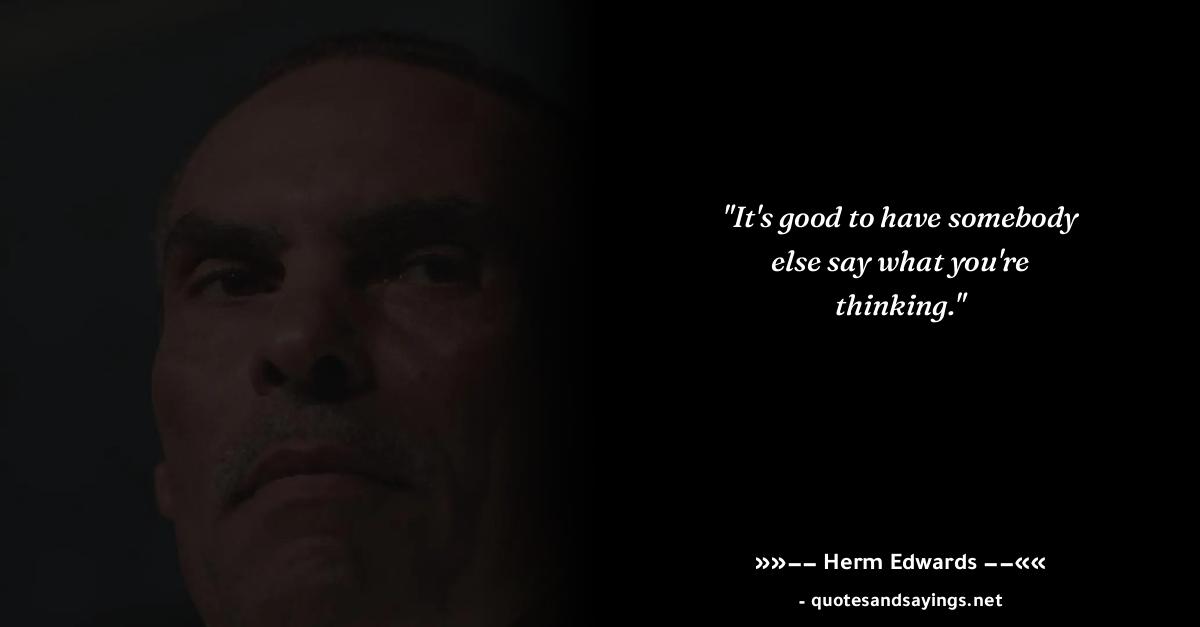 "It's good to have somebody
else say what you're
thinking."
»»−− Herm Edwards −−««
- quotesandsayings.net